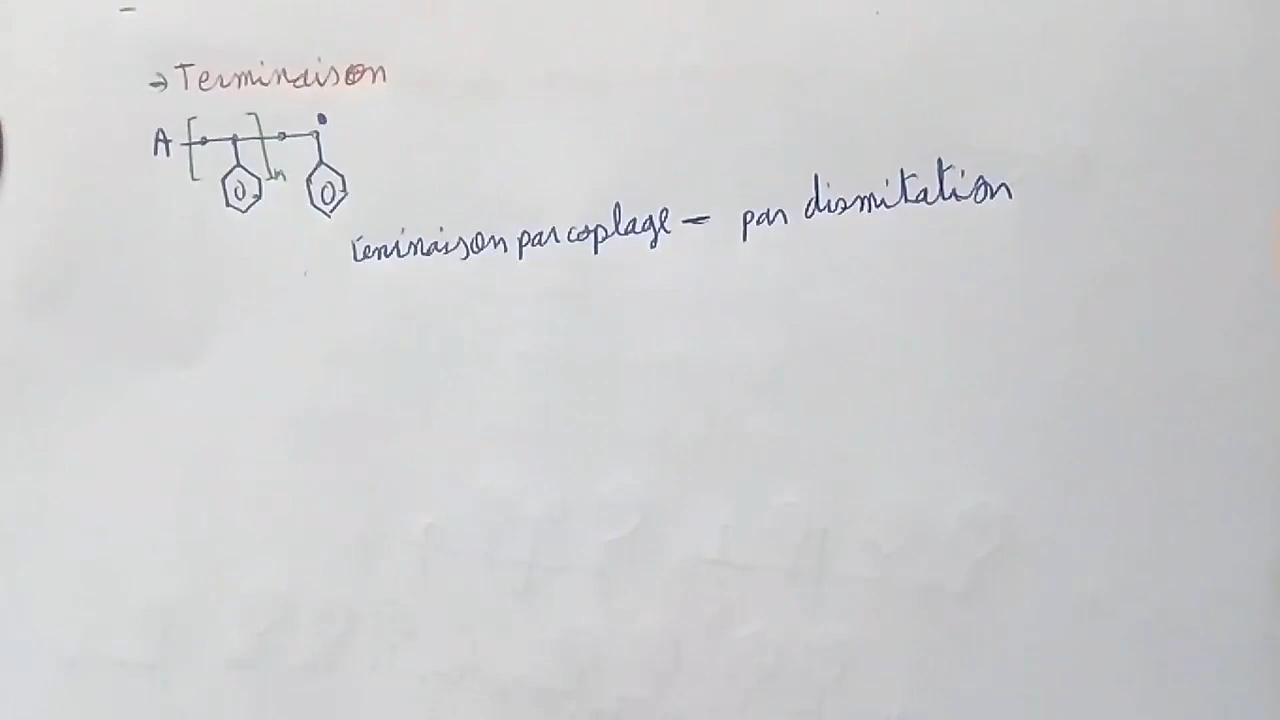 → Terminaison
A [ ]n
terminaison par coplage - par dismitation